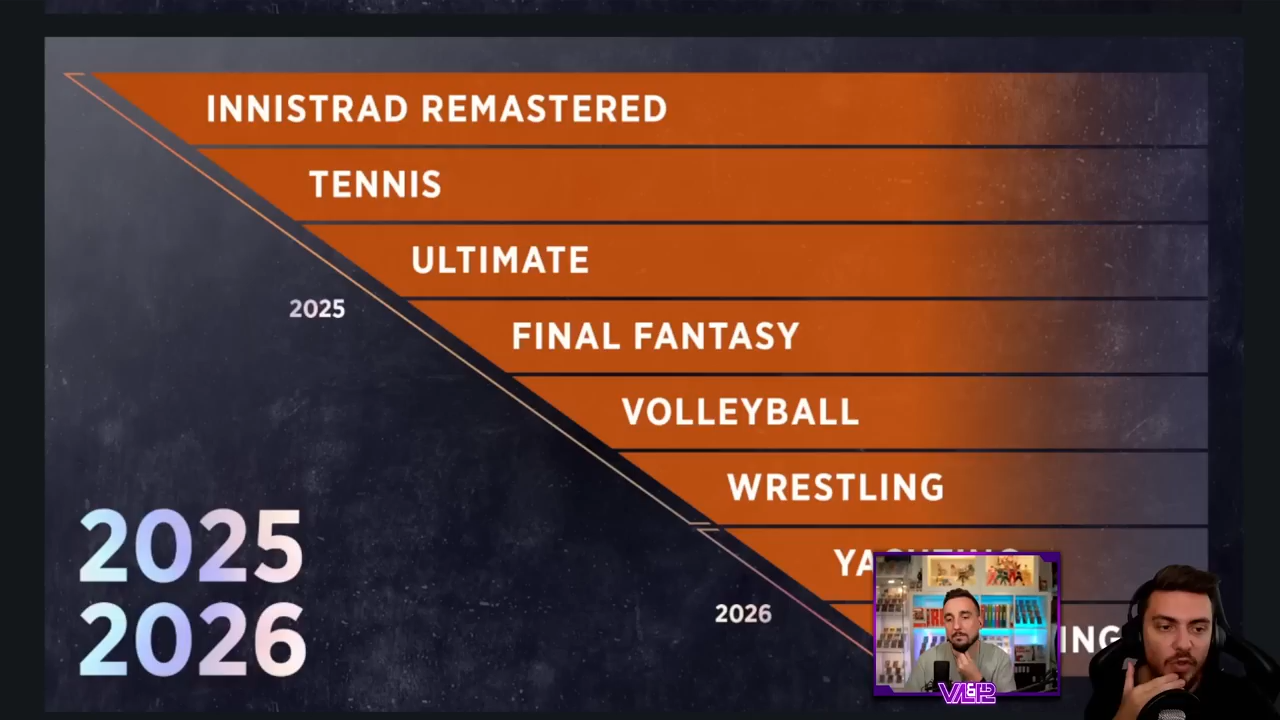 INNISTRAD REMASTERED
TENNIS
ULTIMATE
2025
FINAL FANTASY
VOLLEYBALL
WRESTLING
2025
2026
2026